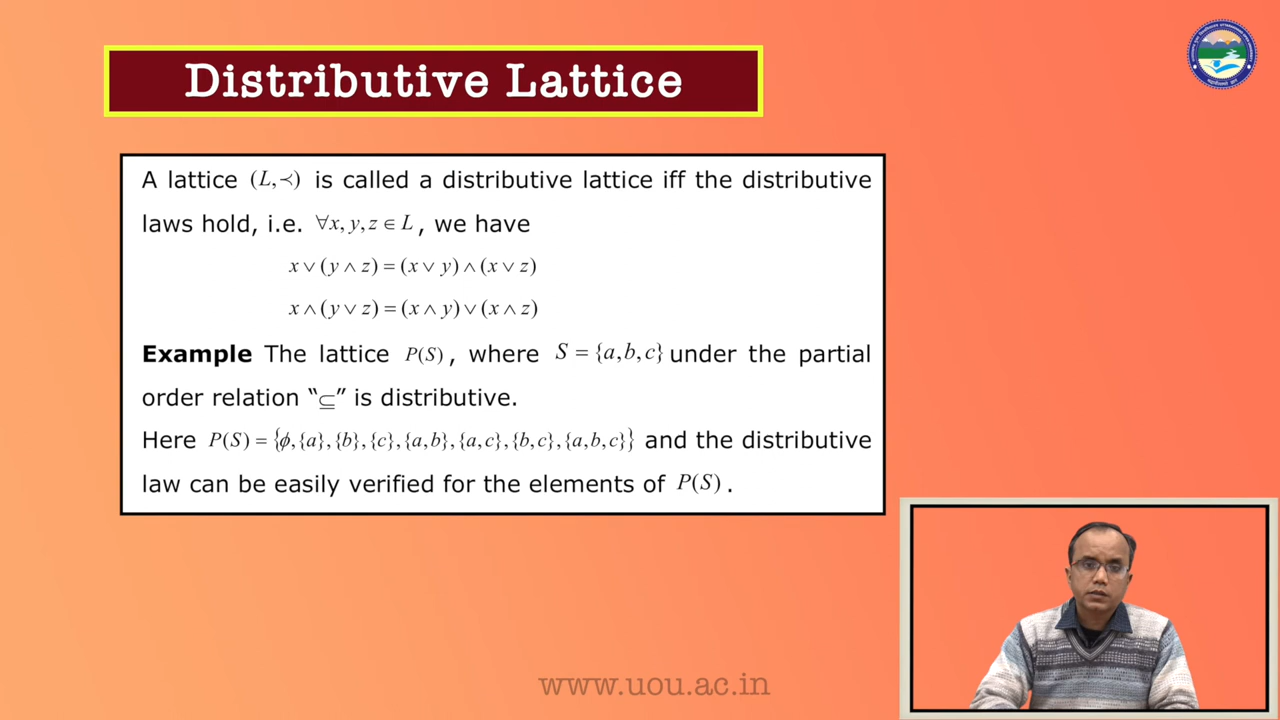 Distributive Lattice
A lattice (L,≺) is called a distributive lattice iff the distributive
laws hold, i.e. ∀x, y, z ∈ L, we have
x ∨ (y ∧ z) = (x ∨ y) ∧ (x ∨ z)
x ∧ (y ∨ z) = (x ∧ y) ∨ (x ∧ z)
Example The lattice P(S), where S = {a,b,c} under the partial
order relation “⊆” is distributive.
Here P(S) = {ϕ,{a},{b},{c},{a,b},{a,c},{b,c},{a,b,c}} and the distributive
law can be easily verified for the elements of P(S).
www.uou.ac.in